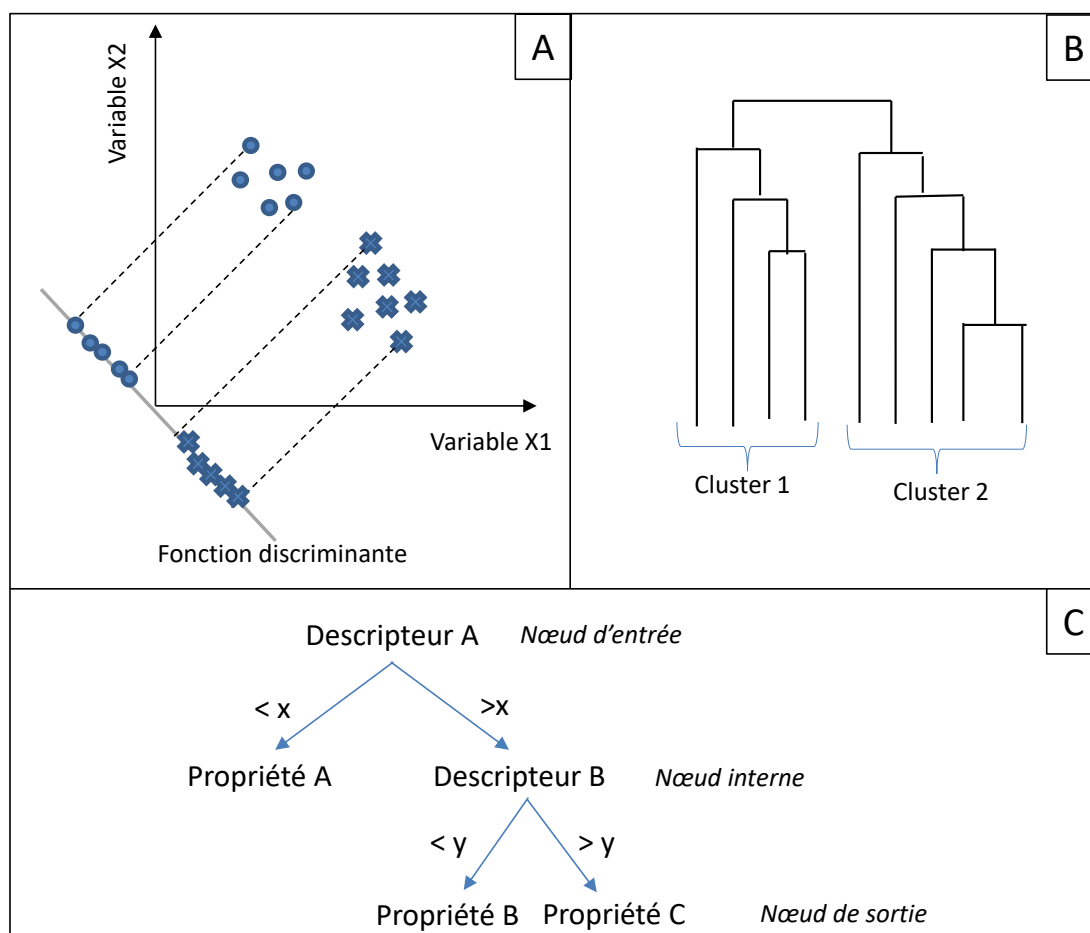 A
Variable X2
Variable X1
Fonction discriminante
B
Cluster 1
Cluster 2
C
Descripteur A Nœud d’entrée
< x >x
Propriété A Descripteur B Nœud interne
< y > y
Propriété B Propriété C Nœud de sortie